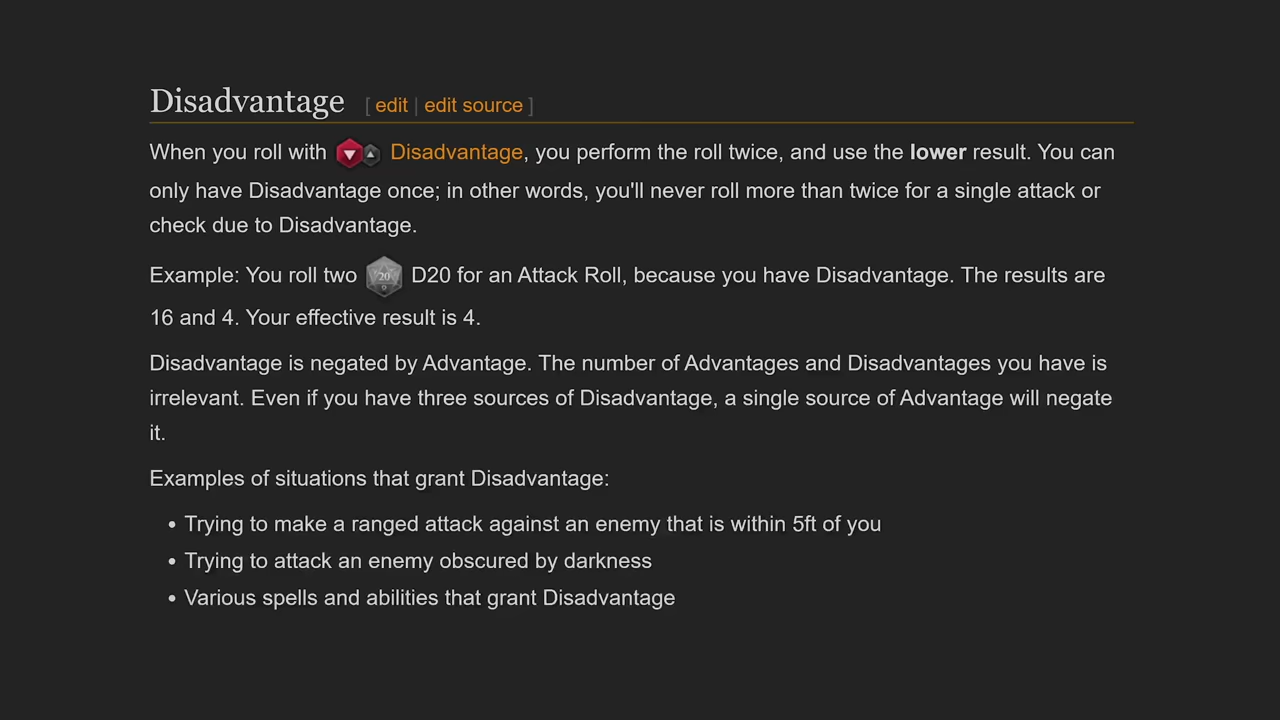 Disadvantage [ edit | edit source ]
When you roll with Disadvantage, you perform the roll twice, and use the lower result. You can
only have Disadvantage once; in other words, you'll never roll more than twice for a single attack or
check due to Disadvantage.
Example: You roll two 20 D20 for an Attack Roll, because you have Disadvantage. The results are
16 and 4. Your effective result is 4.
Disadvantage is negated by Advantage. The number of Advantages and Disadvantages you have is
irrelevant. Even if you have three sources of Disadvantage, a single source of Advantage will negate
it.
Examples of situations that grant Disadvantage:
• Trying to make a ranged attack against an enemy that is within 5ft of you
• Trying to attack an enemy obscured by darkness
• Various spells and abilities that grant Disadvantage